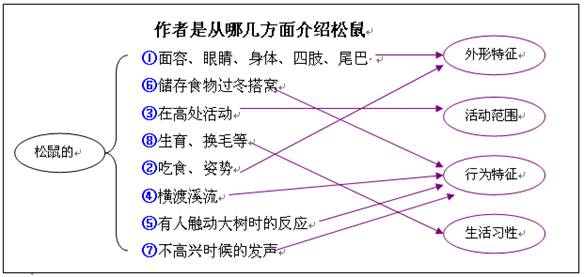 作者是从哪几方面介绍松鼠
松鼠的
①面容、眼睛、身体、四肢、尾巴
⑥储存食物过冬搭窝
③在高处活动
⑧生育、换毛等
②吃食、姿势
④横渡溪流
⑤有人触动大树时的反应
⑦不高兴时候的发声
外形特征
活动范围
行为特征
生活习性